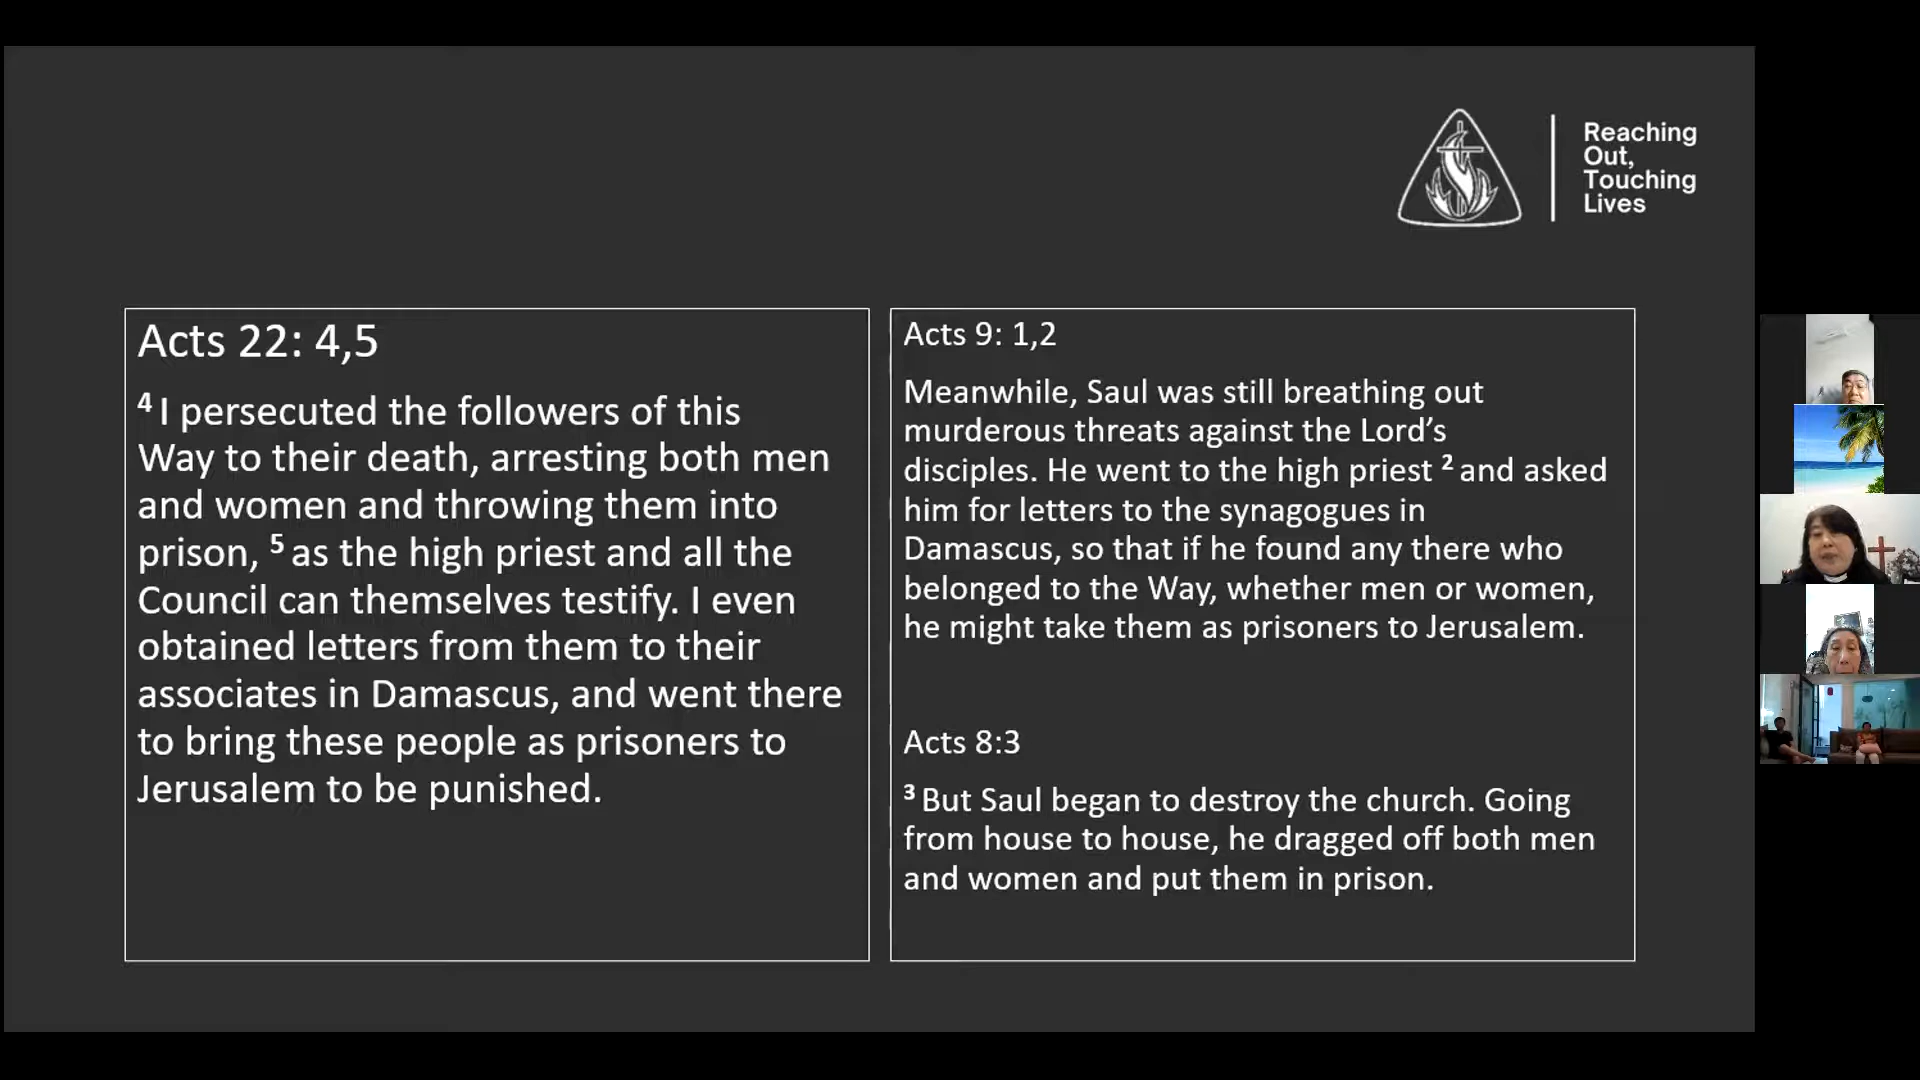 Reaching
Out,
Touching
Lives
Acts 22: 4,5
4 I persecuted the followers of this
Way to their death, arresting both men
and women and throwing them into
prison, 5 as the high priest and all the
Council can themselves testify. I even
obtained letters from them to their
associates in Damascus, and went there
to bring these people as prisoners to
Jerusalem to be punished.
Acts 9: 1,2
Meanwhile, Saul was still breathing out
murderous threats against the Lord’s
disciples. He went to the high priest 2 and asked
him for letters to the synagogues in
Damascus, so that if he found any there who
belonged to the Way, whether men or women,
he might take them as prisoners to Jerusalem.
Acts 8:3
3 But Saul began to destroy the church. Going
from house to house, he dragged off both men
and women and put them in prison.